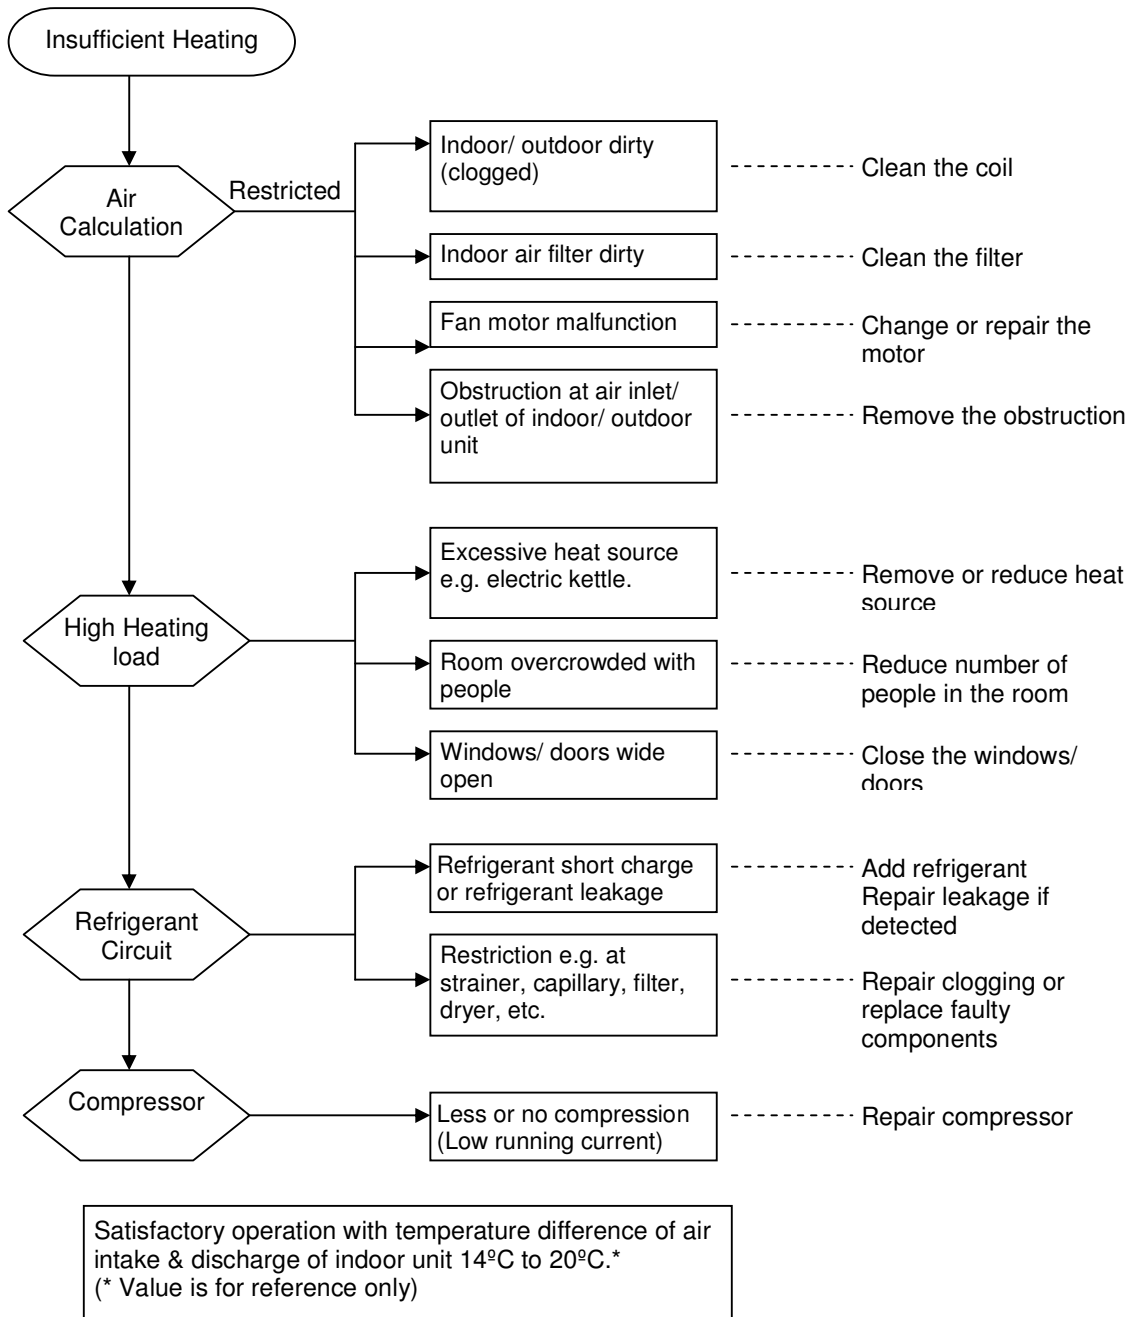 Insufficient Heating
Air
Calculation
Restricted
Indoor/ outdoor dirty
(clogged)
Clean the coil
Indoor air filter dirty
Clean the filter
Fan motor malfunction
Change or repair the
motor
Obstruction at air inlet/
outlet of indoor/ outdoor
unit
Remove the obstruction
High Heating
load
Excessive heat source
e.g. electric kettle.
Remove or reduce heat
source
Room overcrowded with
people
Reduce number of
people in the room
Windows/ doors wide
open
Close the windows/
doors
Refrigerant
Circuit
Refrigerant short charge
or refrigerant leakage
Add refrigerant
Repair leakage if
detected
Restriction e.g. at
strainer, capillary, filter,
dryer, etc.
Repair clogging or
replace faulty
components
Compressor
Less or no compression
(Low running current)
Repair compressor
Satisfactory operation with temperature difference of air
intake & discharge of indoor unit 14ºC to 20ºC.*
(* Value is for reference only)